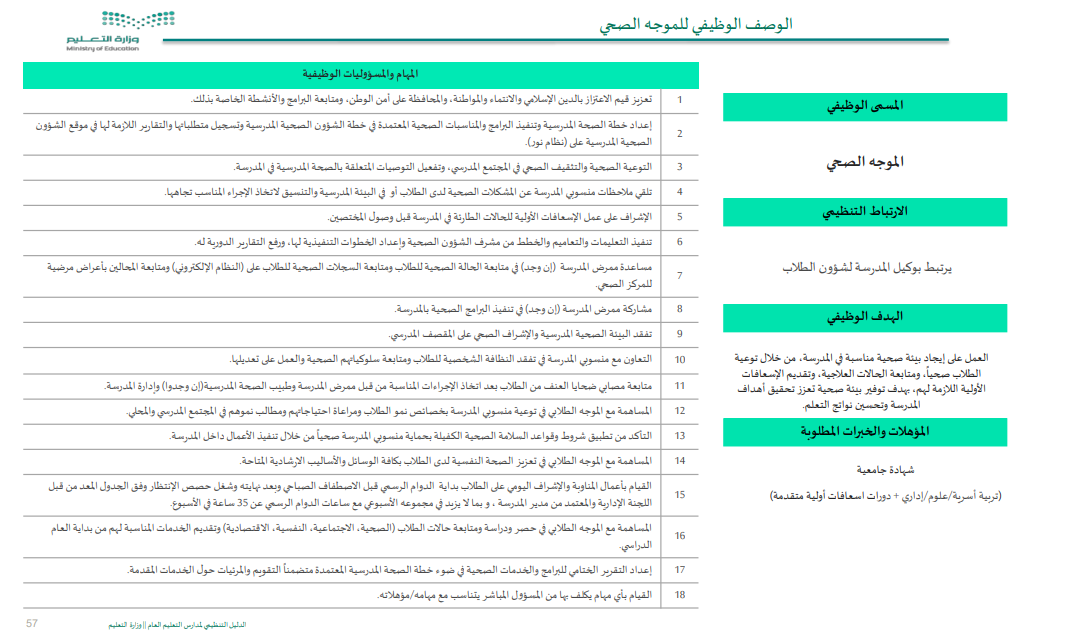 الوصف الوظيفي للموجه الصحي
وزارة التعـــليم
Ministry of Education
المسمى الوظيفي
الموجه الصحي
الارتباط التنظيمي
يرتبط بوكيل المدرسة لشؤون الطلاب
الهدف الوظيفي
العمل على إيجاد بيئة صحية مناسبة في المدرسة، من خلال توعية
الطلاب صحياً، ومتابعة الحالات العلاجية، وتقديم الإسعافات
الأولية اللازمة لهم، بهدف توفير بيئة صحية تعزز تحقيق أهداف
المدرسة وتحسين نواتج التعلم.
المؤهلات والخبرات المطلوبة
شهادة جامعية
(تربية أسرية/علوم/إداري + دورات اسعافات أولية متقدمة)
المهام والمسؤوليات الوظيفية
1 تعزيز قيم الاعتزاز بالدين الإسلامي والانتماء والمواطنة، والمحافظة على أمن الوطن، ومتابعة البرامج والأنشطة الخاصة بذلك.
2 إعداد خطة الصحة المدرسية وتنفيذ البرامج والمناسبات الصحية المعتمدة في خطة الشؤون الصحية المدرسية وتسجيل متطلباتها والتقارير اللازمة لها في موقع الشؤون
الصحية المدرسية على (نظام نور).
3 التوعية الصحية والتثقيف الصحي في المجتمع المدرسي، وتفعيل التوصيات المتعلقة بالصحة المدرسية في المدرسة.
4 تلقي ملاحظات منسوبي المدرسة عن المشكلات الصحية لدى الطلاب أو في البيئة المدرسية والتنسيق لاتخاذ الإجراء المناسب تجاهها.
5 الإشراف على عمل الإسعافات الأولية للحالات الطارئة في المدرسة قبل وصول المختصين.
6 تنفيذ التعليمات والتعاميم والخطط من مشرف الشؤون الصحية وإعداد الخطوات التنفيذية لها، ورفع التقارير الدورية له.
7 مساعدة ممرض المدرسة (إن وجد) في متابعة الحالة الصحية للطلاب ومتابعة السجلات الصحية للطلاب على (النظام الإلكتروني) ومتابعة المحالين بأعراض مرضية
للمركز الصحي.
8 مشاركة ممرض المدرسة (إن وجد) في تنفيذ البرامج الصحية بالمدرسة.
9 تفقد البيئة الصحية المدرسية والإشراف الصحي على المقصف المدرسي.
10 التعاون مع منسوبي المدرسة في تفقد النظافة الشخصية للطلاب ومتابعة سلوكياتهم الصحية والعمل على تعديلها.
11 متابعة مصابي ضحايا العنف من الطلاب بعد اتخاذ الإجراءات المناسبة من قبل ممرض المدرسة وطبيب الصحة المدرسية(إن وجدوا) وإدارة المدرسة.
12 المساهمة مع الموجه الطلابي في توعية منسوبي المدرسة بخصائص نمو الطلاب ومراعاة احتياجاتهم ومطالب نموهم في المجتمع المدرسي والمحلي.
13 التأكد من تطبيق شروط وقواعد السلامة الصحية الكفيلة بحماية منسوبي المدرسة صحياً من خلال تنفيذ الأعمال داخل المدرسة.
14 المساهمة مع الموجه الطلابي في تعزيز الصحة النفسية لدى الطلاب بكافة الوسائل والأساليب الإرشادية المتاحة.
15 القيام بأعمال المناوبة والإشراف اليومي على الطلاب بداية الدوام الرسمي قبل الاصطفاف الصباحي وبعد نهايته وشغل حصص الإنتظار وفق الجدول المعد من قبل
اللجنة الإدارية والمعتمد من مدير المدرسة ، و بما لا يزيد في مجموعه الأسبوعي مع ساعات الدوام الرسمي عن 35 ساعة في الأسبوع.
16 المساهمة مع الموجه الطلابي في حصر ودراسة ومتابعة حالات الطلاب (الصحية، الاجتماعية، النفسية، الاقتصادية) وتقديم الخدمات المناسبة لهم من بداية العام
الدراسي.
17 إعداد التقرير الختامي للبرامج والخدمات الصحية في ضوء خطة الصحة المدرسية المعتمدة متضمناً التقويم والمرئيات حول الخدمات المقدمة.
18 القيام بأي مهام يكلف بها من المسؤول المباشر يتناسب مع مهامه/مؤهلاته.
الدليل التنظيمي لمدارس التعليم العام || وزارة التعليم
57